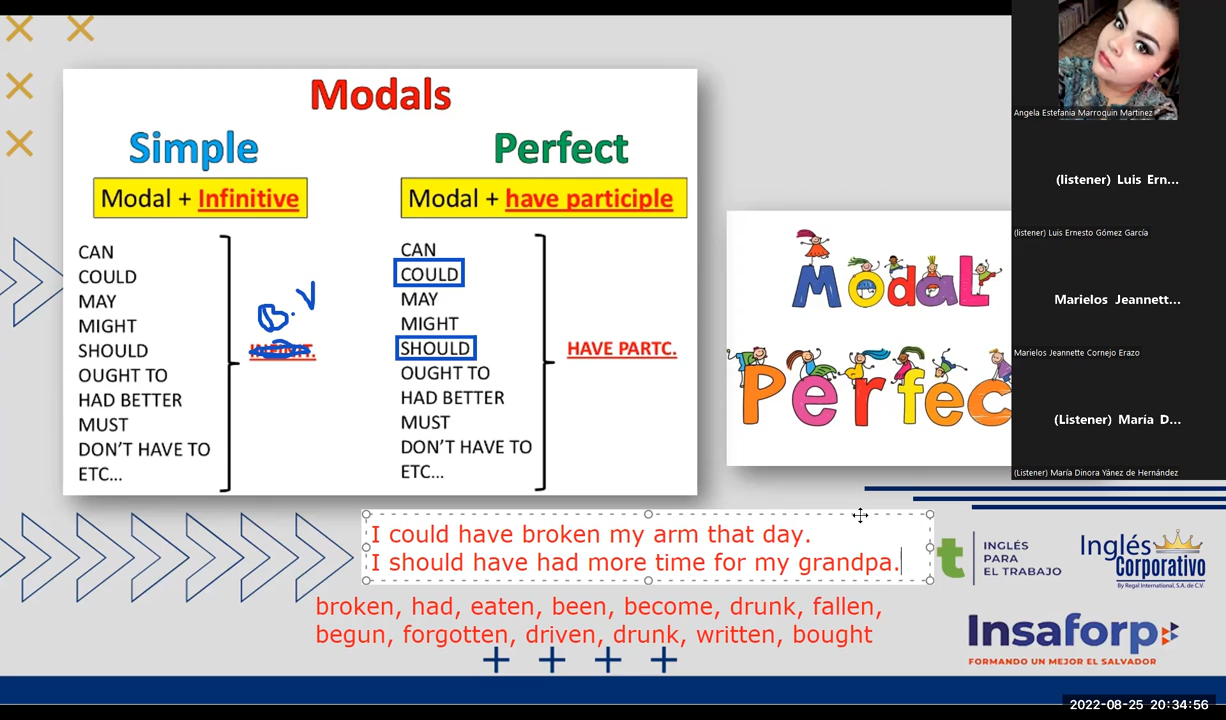 Modals
Simple
Perfect
Modal + Infinitive
Modal + have participle
CAN
COULD
MAY
MIGHT
SHOULD
OUGHT TO
HAD BETTER
MUST
DON'T HAVE TO
ETC...
B.V
CAN
COULD
MAY
MIGHT
SHOULD
OUGHT TO
HAD BETTER
MUST
DON'T HAVE TO
ETC...
HAVE PARTC.
Modal
Perfec
I could have broken my arm that day.
I should have had more time for my grandpa.
broken, had, eaten, been, become, drunk, fallen,
begun, forgotten, driven, drunk, written, bought
Angela Estefania Marroquin Martinez
(listener) Luis Ern...
(listener) Luis Ernesto Gómez García
Marielos Jeannett...
Marielos Jeannette Cornejo Erazo
(Listener) María D...
(Listener) María Dinora Yánez de Hernández
t
INGLÉS
PARA
EL TRABAJO
Inglés
Corporativo
By Regal International, S.A. de C.V.
Insaforp
FORMANDO UN MEJOR EL SALVADOR
2022-08-25 20:34:56